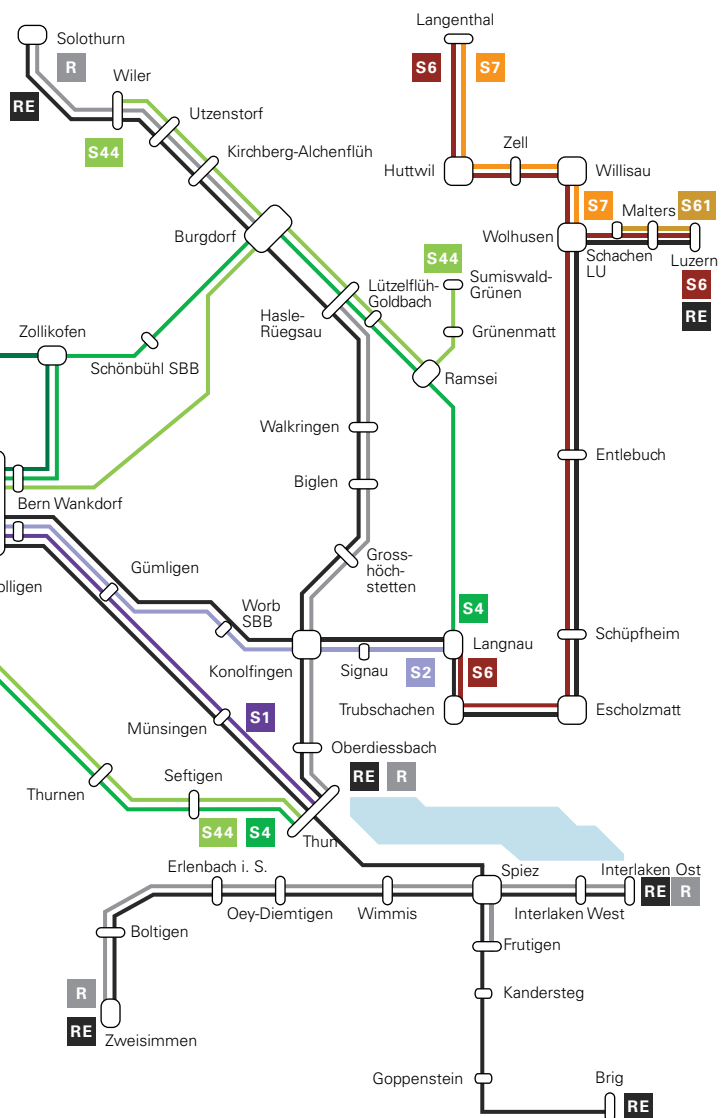 Langenthal
Solothurn
R
S6
S7
Wiler
RE
Utzenstorf
Zell
S44
Kirchberg-Alchenflüh
Huttwil
Willisau
S7
Malters
S61
Burgdorf
Wolhusen
Schachen
LU
Luzern
S44
Sumiswald-
Grünen
S6
Lützelflüh-
Goldbach
RE
Hasle-
Rüegsau
Zollikofen
Grünenmatt
Schönbühl SBB
Ramsei
Walkringen
Entlebuch
Biglen
Bern Wankdorf
Gross-
höch-
stetten
Gümligen
olligen
Worb
SBB
S4
Schüpfheim
Langnau
Konolfingen
Signau
S2
S6
Trubschachen
Escholzmatt
S1
Münsingen
Oberdiessbach
Seftigen
RE
R
Thurnen
S44
S4
Thun
Erlenbach i. S.
Spiez
Interlaken Ost
RE
R
Oey-Diemtigen
Wimmis
Interlaken West
Boltigen
Frutigen
R
Kandersteg
RE
Zweisimmen
Goppenstein
Brig
RE